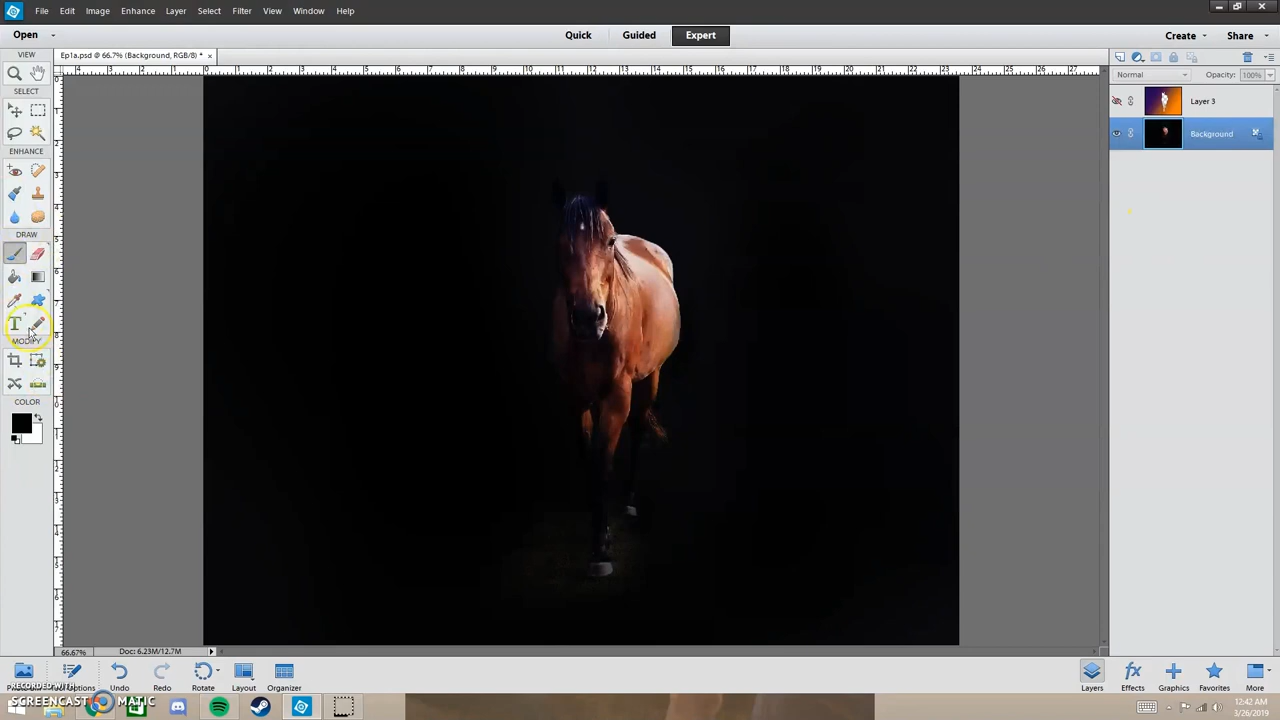 File Edit Image Enhance Layer Select Filter View Window Help
Open Quick Guided Expert Create Share
Ep1a.psd @ 66.7% (Background, RGB/8) *
VIEW
SELECT
ENHANCE
DRAW
MODIFY
COLOR
Normal Opacity: 100%
Layer 3
Background
66.67% Doc: 6.23M/12.7M
Undo Redo Rotate Layout Organizer
Layers Effects Graphics Favorites More
RECORDED WITH
SCREENCAST MATIC
12:42 AM
3/26/2019